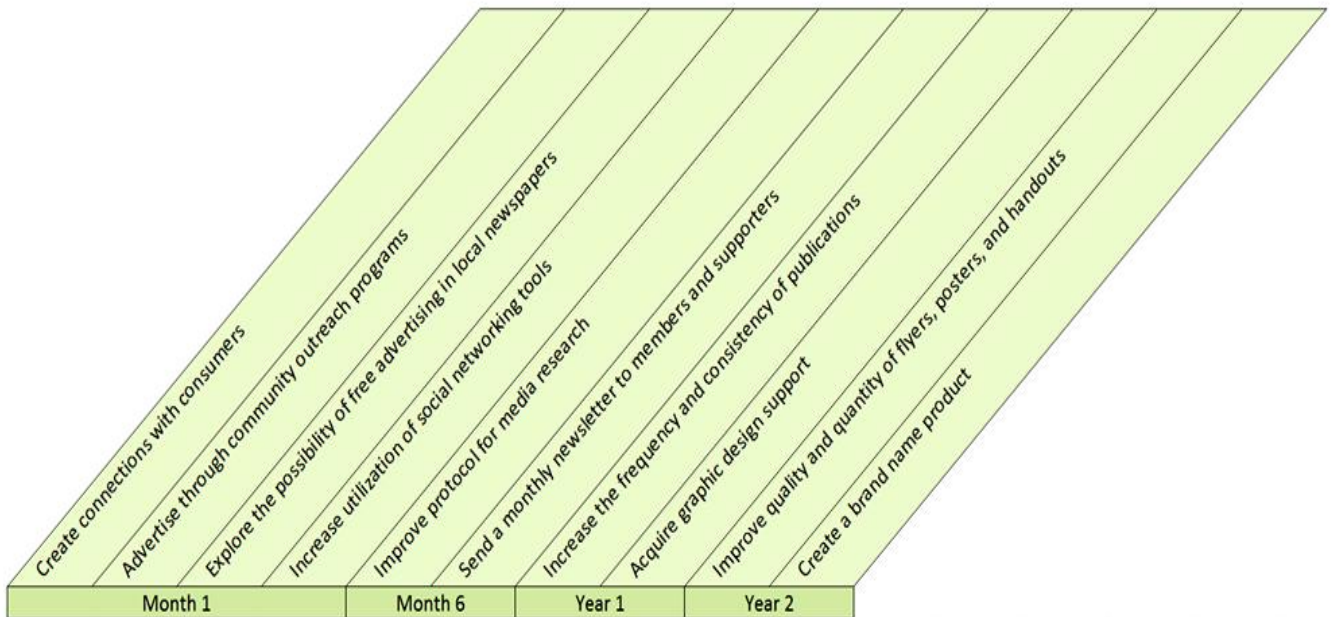 Create connections with consumers
Advertise through community outreach programs
Explore the possibility of free advertising in local newspapers
Increase utilization of social networking tools
Improve protocol for media research
Send a monthly newsletter to members and supporters
Increase the frequency and consistency of publications
Acquire graphic design support
Improve quality and quantity of flyers, posters, and handouts
Create a brand name product
Month 1
Month 6
Year 1
Year 2